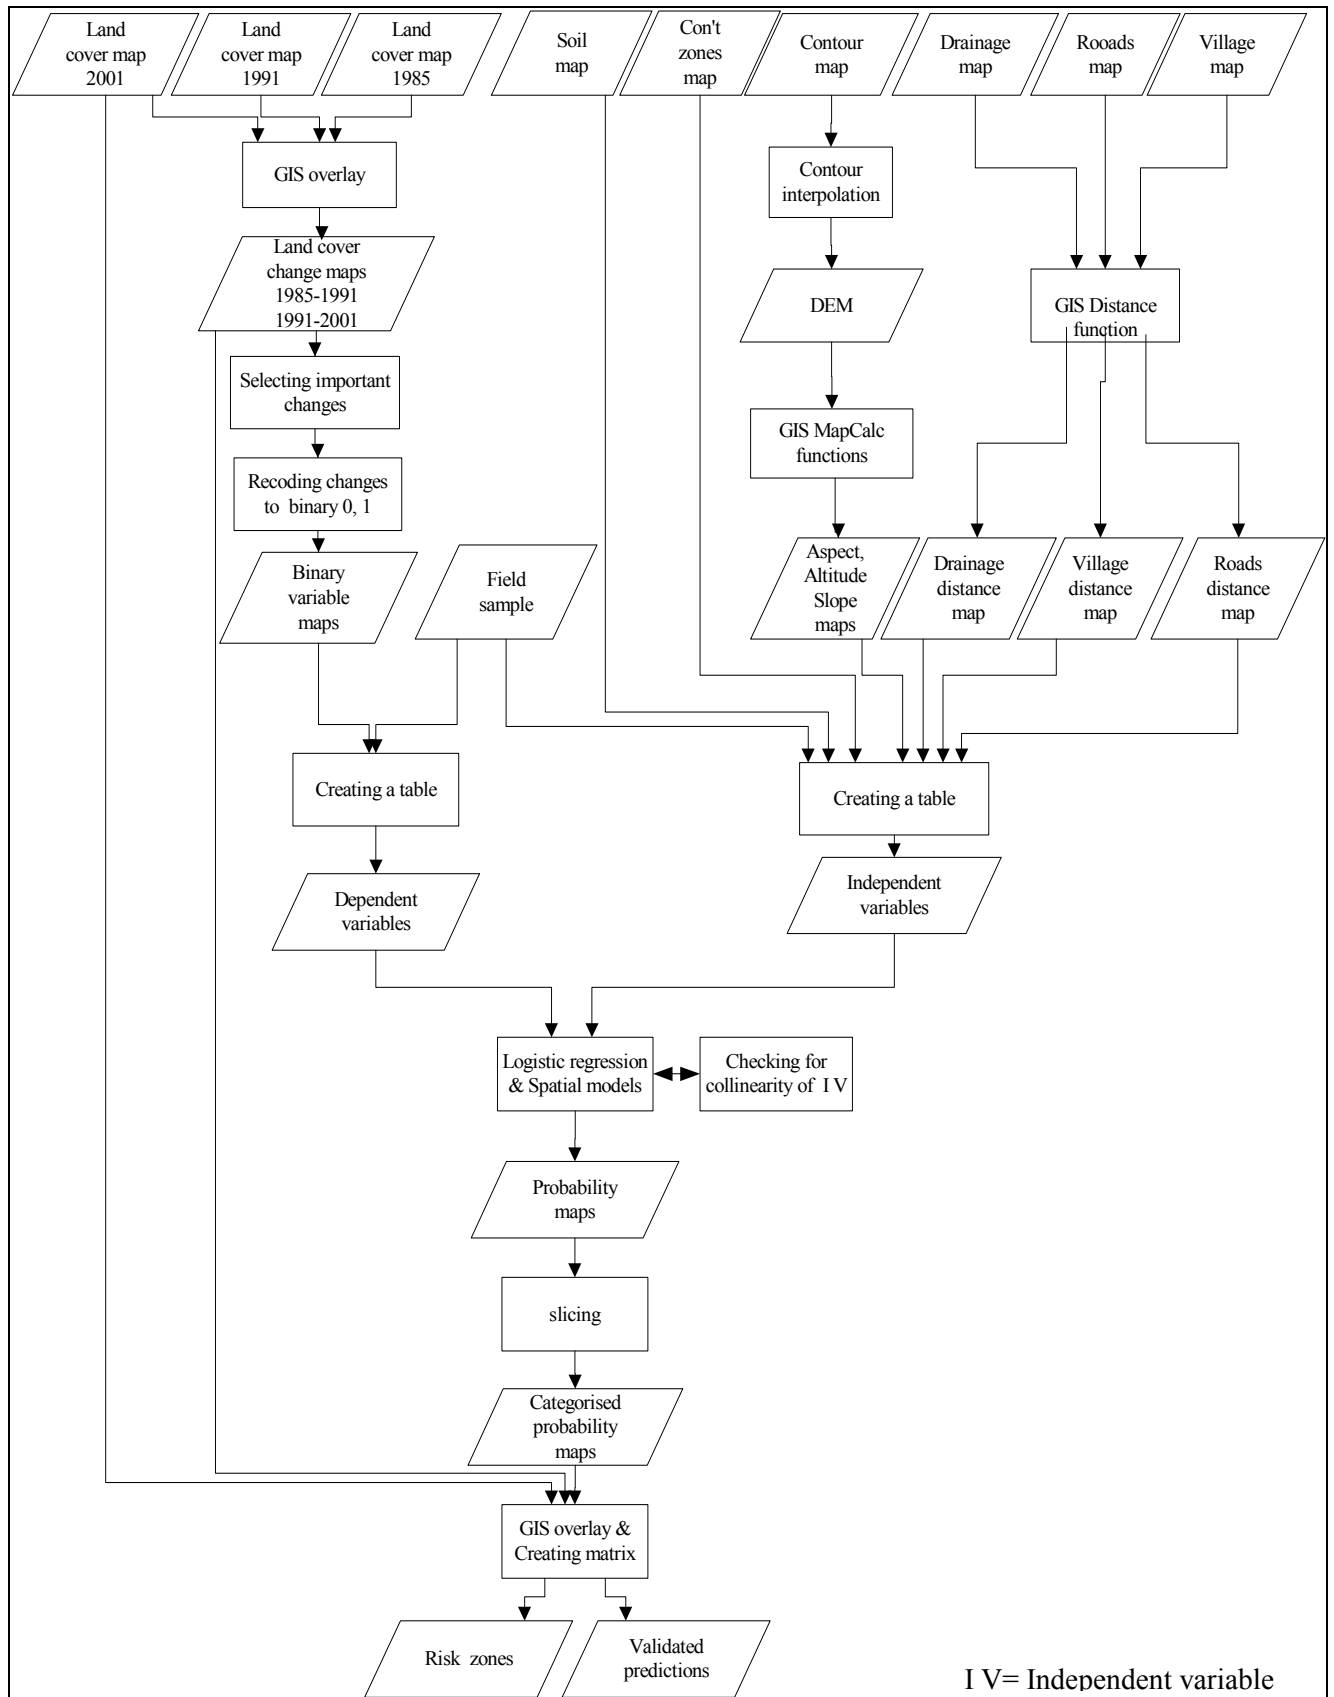 Land
cover map
2001
Land
cover map
1991
Land
cover map
1985
Soil
map
Con't
zones
map
Contour
map
Drainage
map
Rooads
map
Village
map
GIS overlay
Contour
interpolation
Land cover
change maps
1985-1991
1991-2001
DEM
GIS Distance
function
Selecting important
changes
GIS MapCalc
functions
Recoding changes
to binary 0, 1
Binary
variable
maps
Field
sample
Aspect,
Altitude
Slope
maps
Drainage
distance
map
Village
distance
map
Roads
distance
map
Creating a table
Creating a table
Dependent
variables
Independent
variables
Logistic regression
& Spatial models
Checking for
collinearity of I V
Probability
maps
slicing
Categorised
probability
maps
GIS overlay &
Creating matrix
Risk zones
Validated
predictions
I V= Independent variable